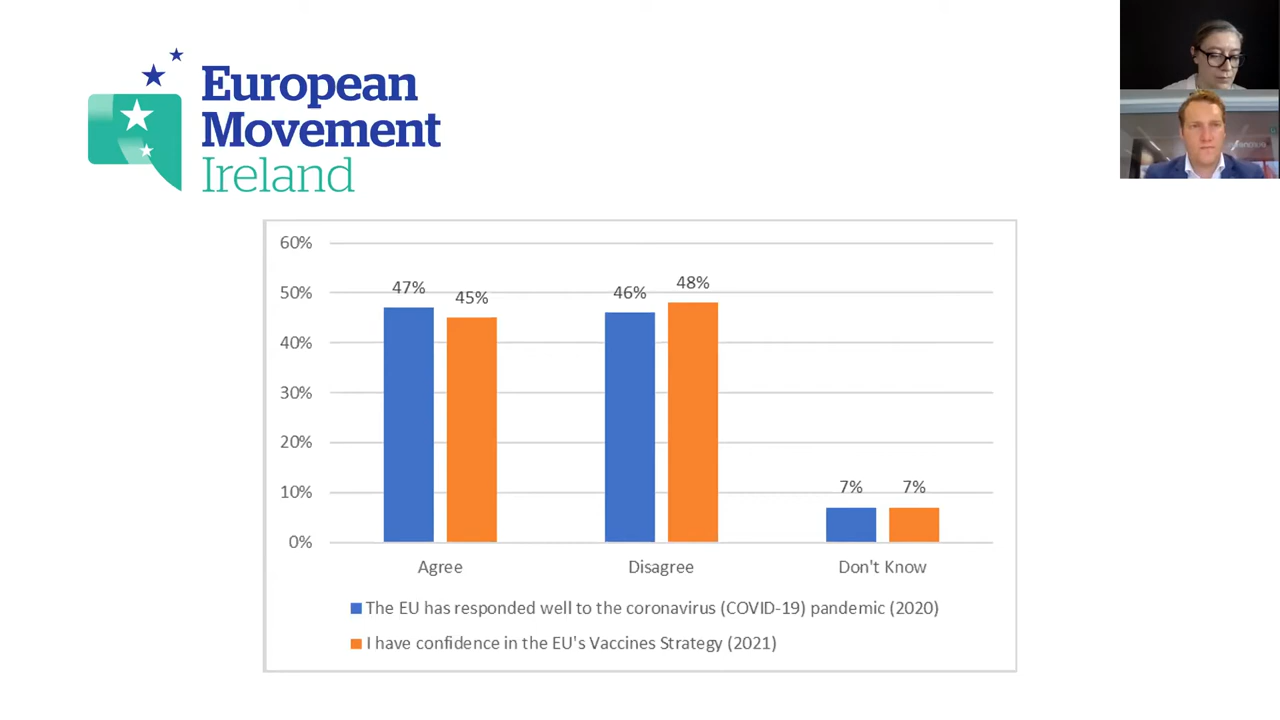 European
Movement
Ireland
60%
50%
40%
30%
20%
10%
0%
47%
45%
46%
48%
7%
7%
Agree
Disagree
Don't Know
The EU has responded well to the coronavirus (COVID-19) pandemic (2020)
I have confidence in the EU's Vaccines Strategy (2021)